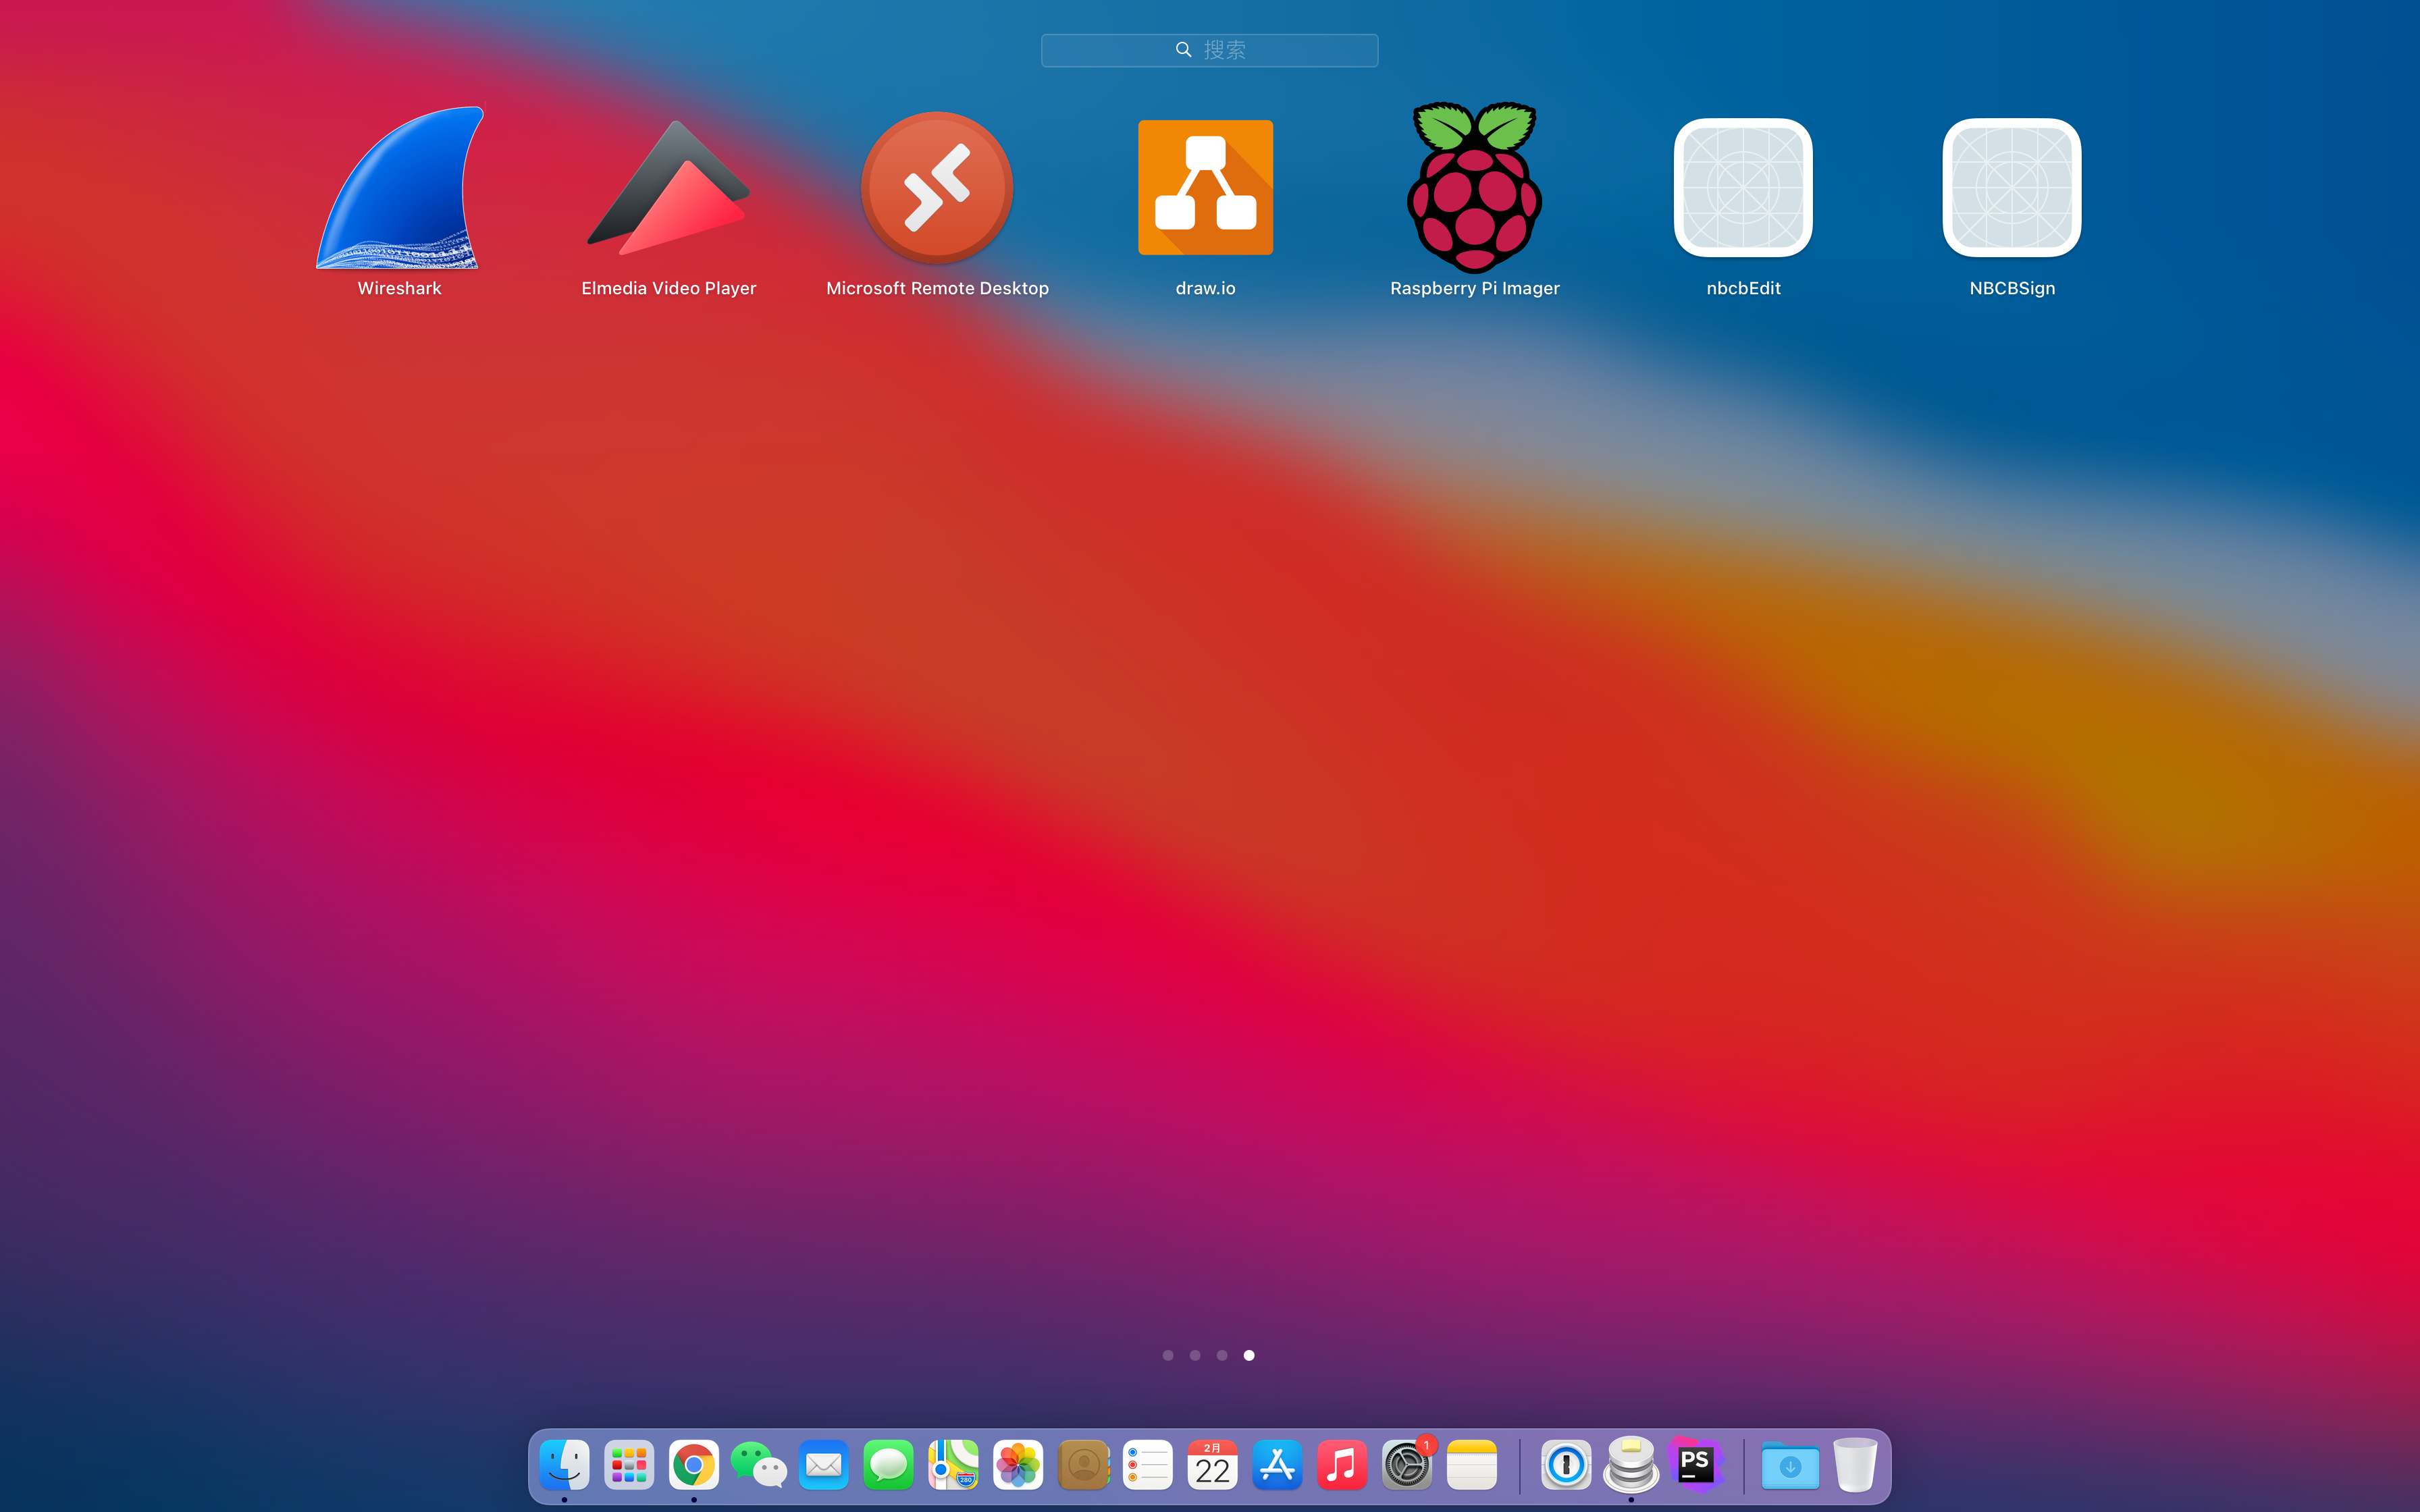 搜索
Wireshark
Elmedia Video Player
Microsoft Remote Desktop
draw.io
Raspberry Pi Imager
nbcbEdit
NBCBSign
2月
22
1
280
PS